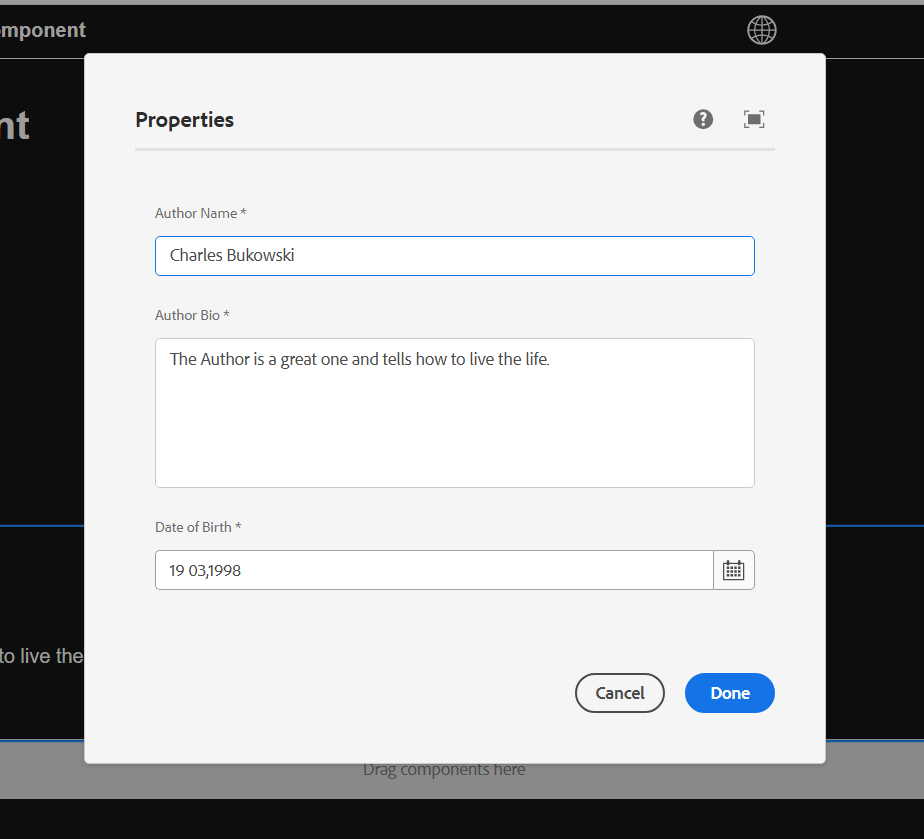 mponent
nt
Properties
Author Name *
Charles Bukowski
Author Bio *
The Author is a great one and tells how to live the life.
Date of Birth *
19 03,1998
to live the
Cancel
Done
Drag components here